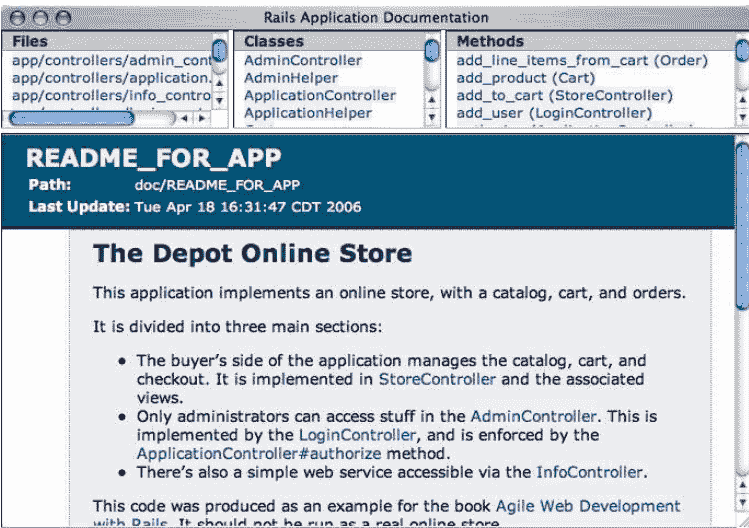 Rails Application Documentation
Files
app/controllers/admin_cont
app/controllers/application.
app/controllers/info_contro
Classes
AdminController
AdminHelper
ApplicationController
ApplicationHelper
Methods
add_line_items_from_cart (Order)
add_product (Cart)
add_to_cart (StoreController)
add_user (LoginController)
README_FOR_APP
Path: doc/README_FOR_APP
Last Update: Tue Apr 18 16:31:47 CDT 2006
The Depot Online Store
This application implements an online store, with a catalog, cart, and orders.
It is divided into three main sections:
• The buyer's side of the application manages the catalog, cart, and
checkout. It is implemented in StoreController and the associated
views.
• Only administrators can access stuff in the AdminController. This is
implemented by the LoginController, and is enforced by the
ApplicationController#authorize method.
• There's also a simple web service accessible via the InfoController.
This code was produced as an example for the book Agile Web Development
with Rails. It should not be run as a real online store.